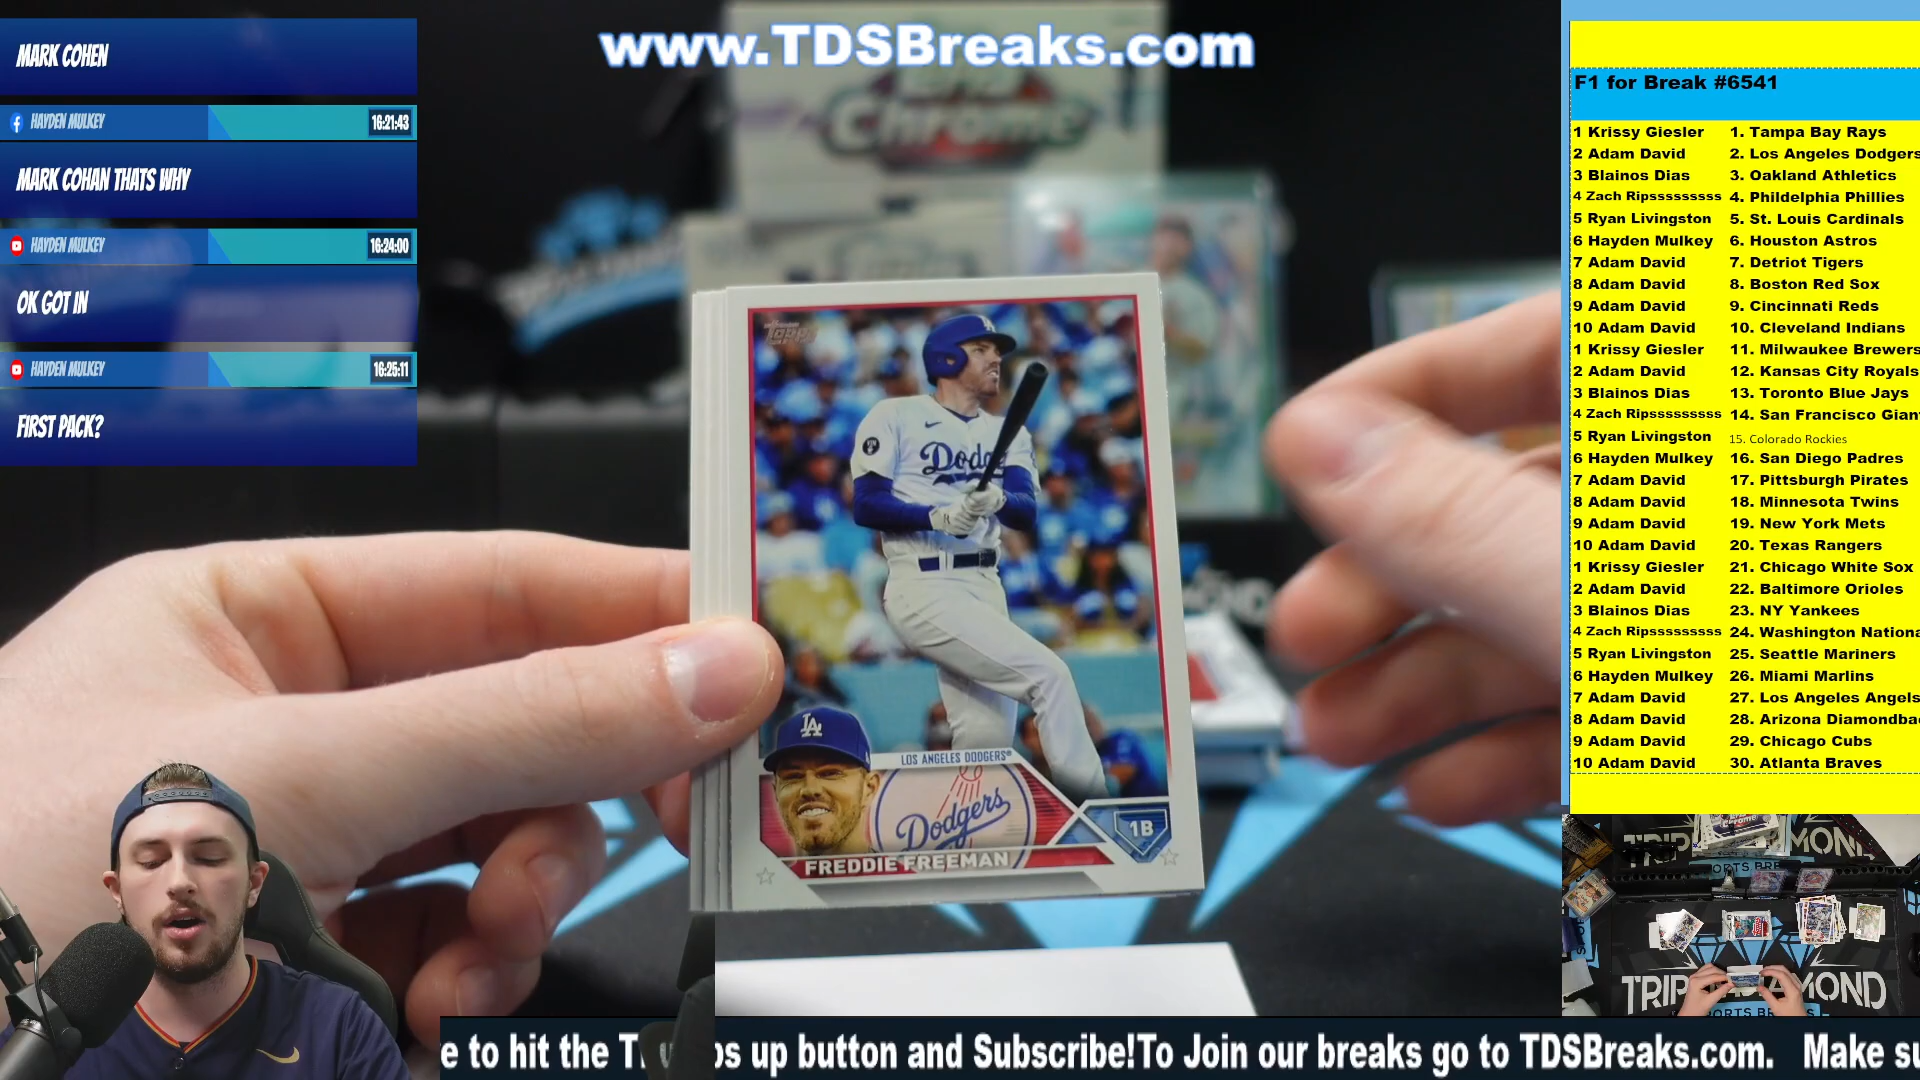 www.TDSBreaks.com
MARK COHEN
HAYDEN MULKEY 16:21:43
MARK COHAN THATS WHY
HAYDEN MULKEY 16:24:00
OK GOT IN
HAYDEN MULKEY 16:25:11
FIRST PACK?
Chrome
Topps
Dodg
LOS ANGELES DODGERS
Dodgers
1B
FREDDIE FREEMAN
F1 for Break #6541
1 Krissy Giesler 1. Tampa Bay Rays
2 Adam David 2. Los Angeles Dodgers
3 Blainos Dias 3. Oakland Athletics
4 Zach Ripsssssssss 4. Phildelphia Phillies
5 Ryan Livingston 5. St. Louis Cardinals
6 Hayden Mulkey 6. Houston Astros
7 Adam David 7. Detriot Tigers
8 Adam David 8. Boston Red Sox
9 Adam David 9. Cincinnati Reds
10 Adam David 10. Cleveland Indians
1 Krissy Giesler 11. Milwaukee Brewers
2 Adam David 12. Kansas City Royals
3 Blainos Dias 13. Toronto Blue Jays
4 Zach Ripsssssssss 14. San Francisco Gian
5 Ryan Livingston 15. Colorado Rockies
6 Hayden Mulkey 16. San Diego Padres
7 Adam David 17. Pittsburgh Pirates
8 Adam David 18. Minnesota Twins
9 Adam David 19. New York Mets
10 Adam David 20. Texas Rangers
1 Krissy Giesler 21. Chicago White Sox
2 Adam David 22. Baltimore Orioles
3 Blainos Dias 23. NY Yankees
4 Zach Ripsssssssss 24. Washington Nationa
5 Ryan Livingston 25. Seattle Mariners
6 Hayden Mulkey 26. Miami Marlins
7 Adam David 27. Los Angeles Angels
8 Adam David 28. Arizona Diamondba
9 Adam David 29. Chicago Cubs
10 Adam David 30. Atlanta Braves
e to hit the T u bs up button and Subscribe!To Join our breaks go to TDSBreaks.com. Make su